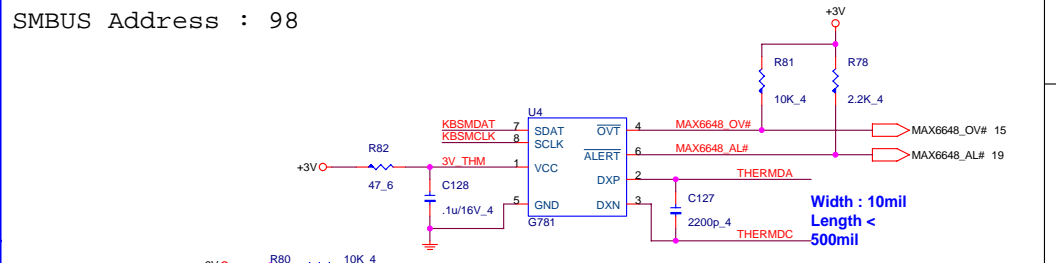 SMBUS Address : 98
+3V
R81
R78
10K_4
2.2K_4
U4
KBSMDAT 7 SDAT OVT 4 MAX6648_OV# MAX6648_OV# 15
KBSMCLK 8 SCLK
ALERT 6 MAX6648_AL# MAX6648_AL# 19
R82
+3V 3V_THM 1 VCC
47_6
DXP 2 THERMDA
C128
.1u/16V_4
C127
2200p_4
5 GND DXN 3 THERMDC
G781
Width : 10mil
Length <
500mil
R80 10K_4